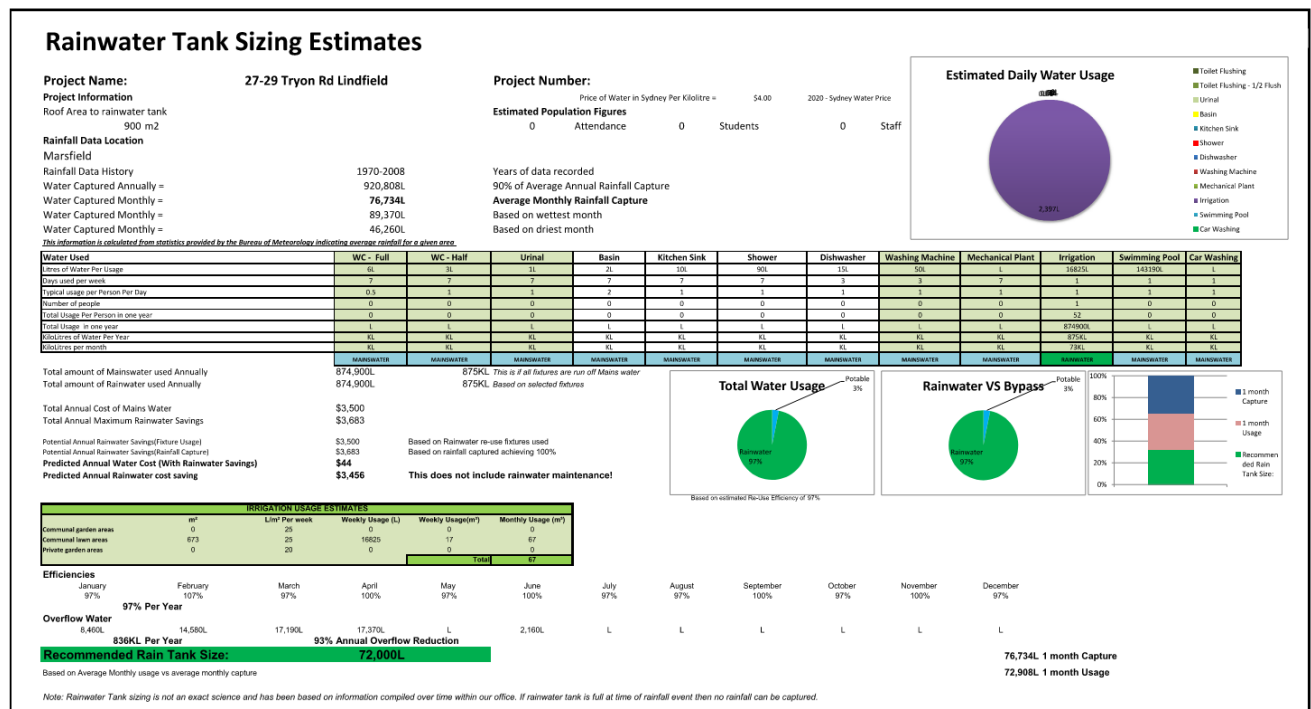 Rainwater Tank Sizing Estimates
Project Name: 27-29 Tryon Rd Lindfield Project Number:
Project Information Price of Water in Sydney Per Kilolitre = $4.00 2020 - Sydney Water Price
Roof Area to rainwater tank Estimated Population Figures
900 m2 0 Attendance 0 Students 0 Staff
Rainfall Data Location
Marsfield
Rainfall Data History 1970-2008 Years of data recorded
Water Captured Annually = 920,808L 90% of Average Annual Rainfall Capture
Water Captured Monthly = 76,734L Average Monthly Rainfall Capture
Water Captured Monthly = 89,370L Based on wettest month
Water Captured Monthly = 46,260L Based on driest month
This information is calculated from statistics provided by the Bureau of Meteorology indicating average rainfall for a given area
Estimated Daily Water Usage
2,397L
Toilet Flushing
Toilet Flushing - 1/2 Flush
Urinal
Basin
Kitchen Sink
Shower
Dishwasher
Washing Machine
Mechanical Plant
Irrigation
Swimming Pool
Car Washing
Water Used WC - Full WC - Half Urinal Basin Kitchen Sink Shower Dishwasher Washing Machine Mechanical Plant Irrigation Swimming Pool Car Washing
Litres of Water Per Usage 6L 3L 1L 2L 10L 90L 15L 50L L 16825L 143190L L
Days used per week 7 7 7 7 7 7 3 3 7 1 1 1
Typical usage per Person Per Day 0.5 1 1 2 1 1 1 1 1 1 1 1
Number of people 0 0 0 0 0 0 0 0 0 1 0 0
Total Usage Per Person in one year 0 0 0 0 0 0 0 0 0 52 0 0
Total Usage in one year L L L L L L L L L 874900L L L
KiloLitres of Water Per Year KL KL KL KL KL KL KL KL KL 875KL KL KL
KiloLitres per month KL KL KL KL KL KL KL KL KL 73KL KL KL
MAINSWATER MAINSWATER MAINSWATER MAINSWATER MAINSWATER MAINSWATER MAINSWATER MAINSWATER MAINSWATER RAINWATER MAINSWATER MAINSWATER
Total amount of Mainswater used Annually 874,900L 875KL This is if all fixtures are run off Mains water
Total amount of Rainwater used Annually 874,900L 875KL Based on selected fixtures
Total Annual Cost of Mains Water $3,500
Total Annual Maximum Rainwater Savings $3,683
Potential Annual Rainwater Savings(Fixture Usage) $3,500 Based on Rainwater re-use fixtures used
Potential Annual Rainwater Savings(Rainfall Capture) $3,683 Based on rainfall captured achieving 100%
Predicted Annual Water Cost (With Rainwater Savings) $44
Predicted Annual Rainwater cost saving $3,456 This does not include rainwater maintenance!
Total Water Usage
Potable
3%
Rainwater
97%
Based on estimated Re-Use Efficiency of 97%
Rainwater VS Bypass
Potable
3%
Rainwater
97%
100%
80%
60%
40%
20%
0%
1 month
Capture
1 month
Usage
Recommen
ded Rain
Tank Size:
IRRIGATION USAGE ESTIMATES
m² L/m² Per week Weekly Usage (L) Weekly Usage(m³) Monthly Usage (m³)
Communal garden areas 0 25 0 0 0
Communal lawn areas 673 25 16825 17 67
Private garden areas 0 20 0 0 0
Total 67
Efficiencies
January February March April May June July August September October November December
97% 107% 97% 100% 97% 100% 97% 97% 100% 97% 100% 97%
97% Per Year
Overflow Water
8,460L 14,580L 17,190L 17,370L L 2,160L L L L L L L
836KL Per Year 93% Annual Overflow Reduction
Recommended Rain Tank Size: 72,000L 76,734L 1 month Capture
Based on Average Monthly usage vs average monthly capture 72,908L 1 month Usage
Note: Rainwater Tank sizing is not an exact science and has been based on information compiled over time within our office. If rainwater tank is full at time of rainfall event then no rainfall can be captured.